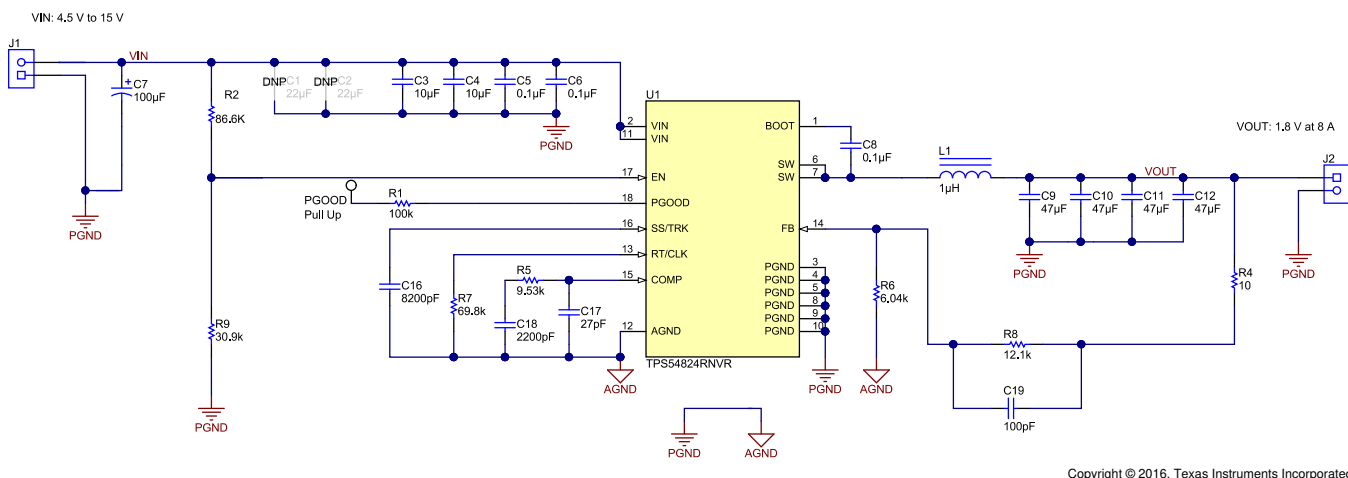 VIN: 4.5 V to 15 V
J1
VIN
C7
100µF
PGND
R2
86.6K
DNP C1
22µF
DNP C2
22µF
C3
10µF
C4
10µF
C5
0.1µF
C6
0.1µF
PGND
U1
2 VIN
11 VIN
17 EN
18 PGOOD
16 SS/TRK
13 RT/CLK
15 COMP
12 AGND
BOOT 1
SW 6
SW 7
FB 14
PGND 3
PGND 4
PGND 5
PGND 8
PGND 9
PGND 10
TPS54824RNVR
PGOOD
Pull Up
R1
100k
C16
8200pF
R7
69.8k
R5
9.53k
C18
2200pF
C17
27pF
AGND
R9
30.9k
PGND
C8
0.1µF
L1
1µH
VOUT: 1.8 V at 8 A
VOUT
J2
C9
47µF
C10
47µF
C11
47µF
C12
47µF
PGND
PGND
R4
10
R6
6.04k
R8
12.1k
C19
100pF
PGND
AGND
PGND
AGND
Copyright © 2016, Texas Instruments Incorporated